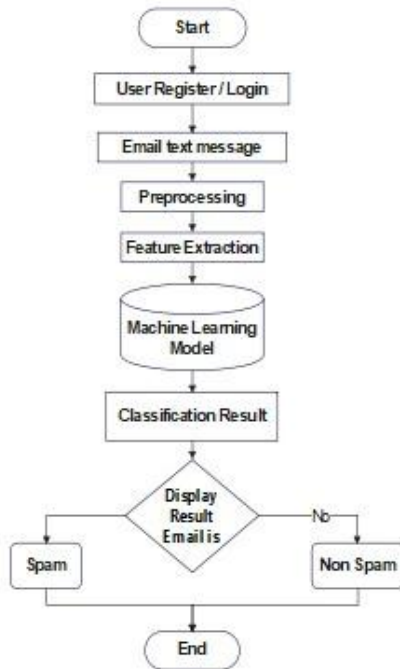 Start
User Register / Login
Email text message
Preprocessing
Feature Extraction
Machine Learning
Model
Classification Result
Display
Result
Email is
No
Spam
Non Spam
End